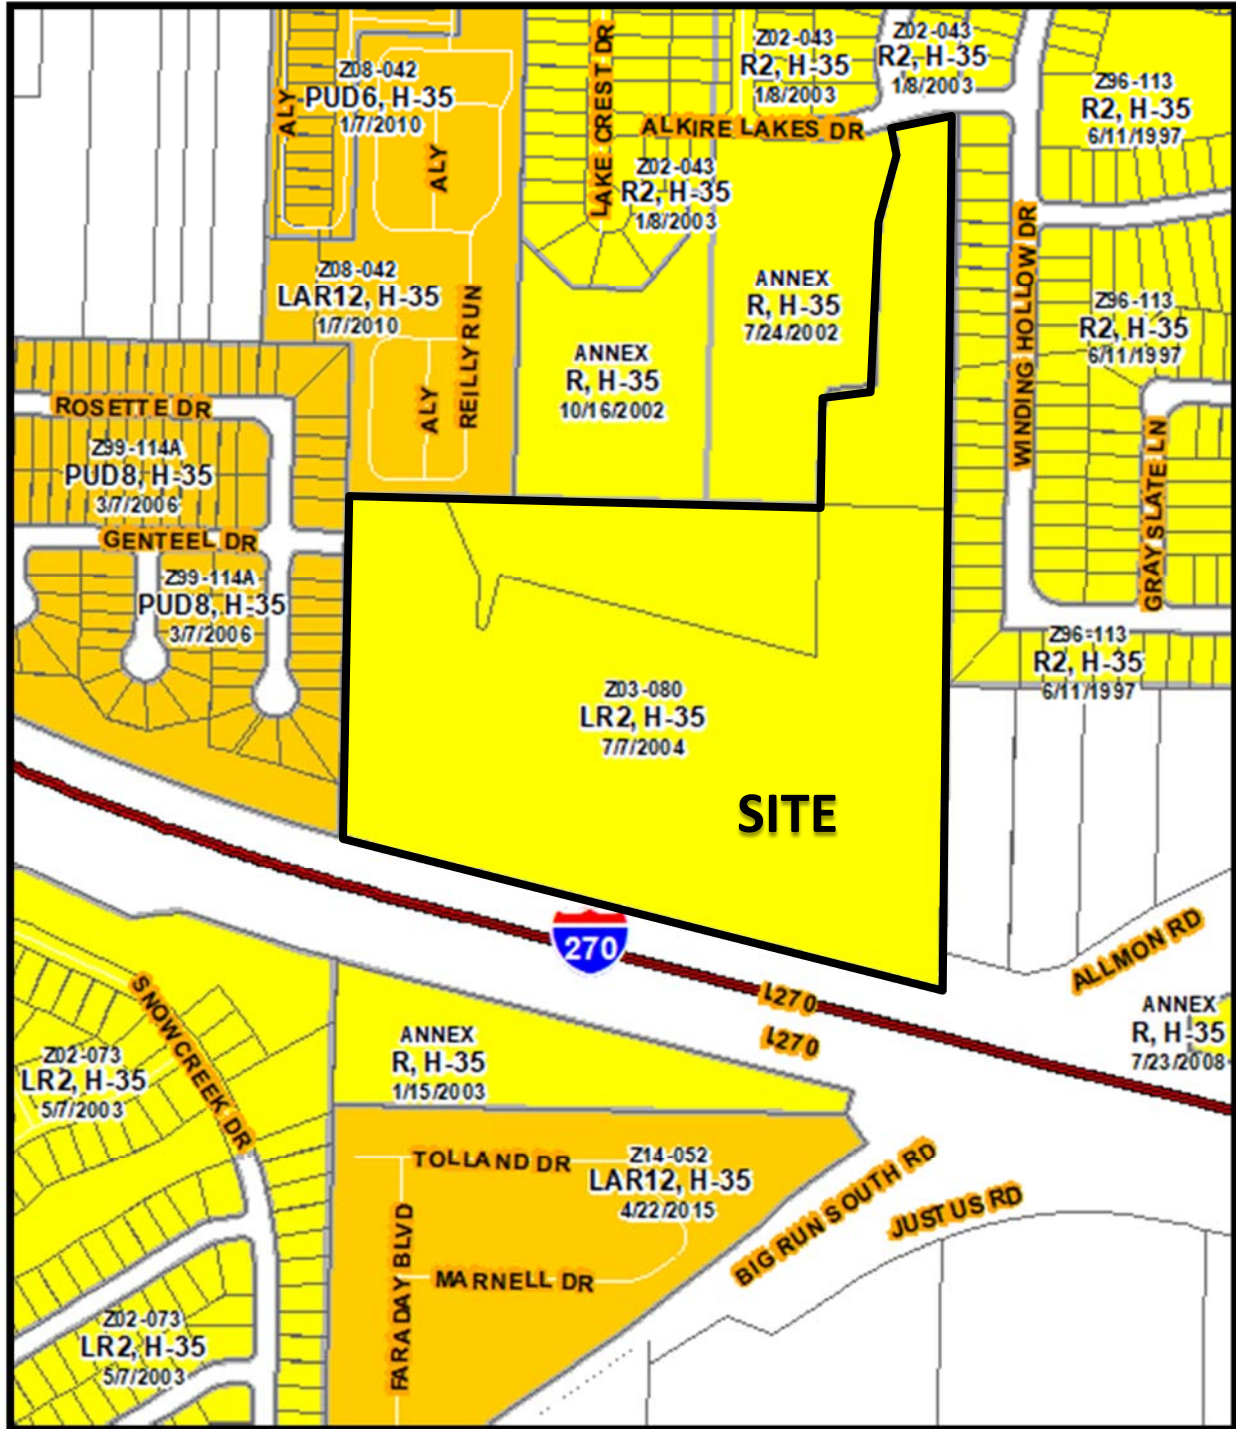 Z08-042
PUD6, H-35
1/7/2010
ALY
ALY
LAKE CREST DR
Z02-043
R2, H-35
1/8/2003
Z02-043
R2, H-35
1/8/2003
Z96-113
R2, H-35
6/11/1997
ALKIRE LAKES DR
Z02-043
R2, H-35
1/8/2003
Z08-042
LAR12, H-35
1/7/2010
REILLY RUN
ALY
ANNEX
R, H-35
7/24/2002
ANNEX
R, H-35
10/16/2002
WINDING HOLLOW DR
Z96-113
R2, H-35
6/11/1997
GRAY SLATE LN
ROSETTE DR
Z99-114A
PUD8, H-35
3/7/2006
GENTEEL DR
Z99-114A
PUD8, H-35
3/7/2006
Z96-113
R2, H-35
6/11/1997
Z03-080
LR2, H-35
7/7/2004
SITE
270
I-270
I-270
ALLMON RD
ANNEX
R, H-35
7/23/2008
SNOWCREEK DR
Z02-073
LR2, H-35
5/7/2003
ANNEX
R, H-35
1/15/2003
TOLLAND DR
Z14-052
LAR12, H-35
4/22/2015
FARADAY BLVD
MARNELL DR
BIG RUN SOUTH RD
JUSTUS RD
Z02-073
LR2, H-35
5/7/2003